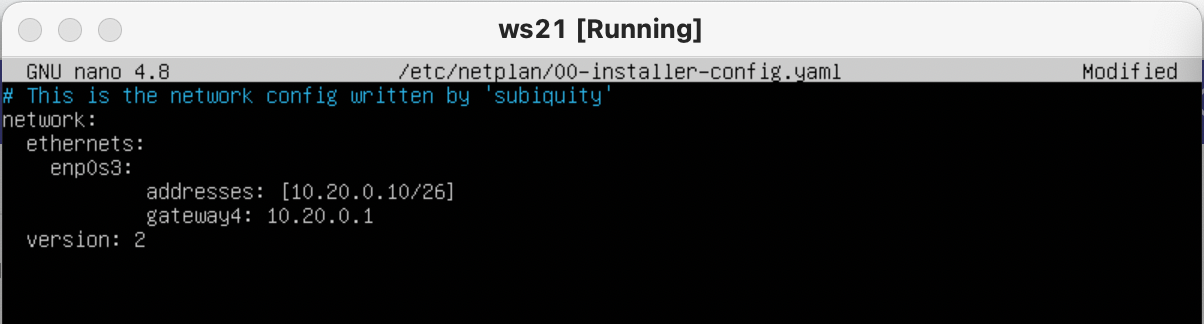 ws21 [Running]
GNU nano 4.8 /etc/netplan/00-installer-config.yaml Modified
# This is the network config written by 'subiquity'
network:
  ethernets:
    enp0s3:
            addresses: [10.20.0.10/26]
            gateway4: 10.20.0.1
  version: 2